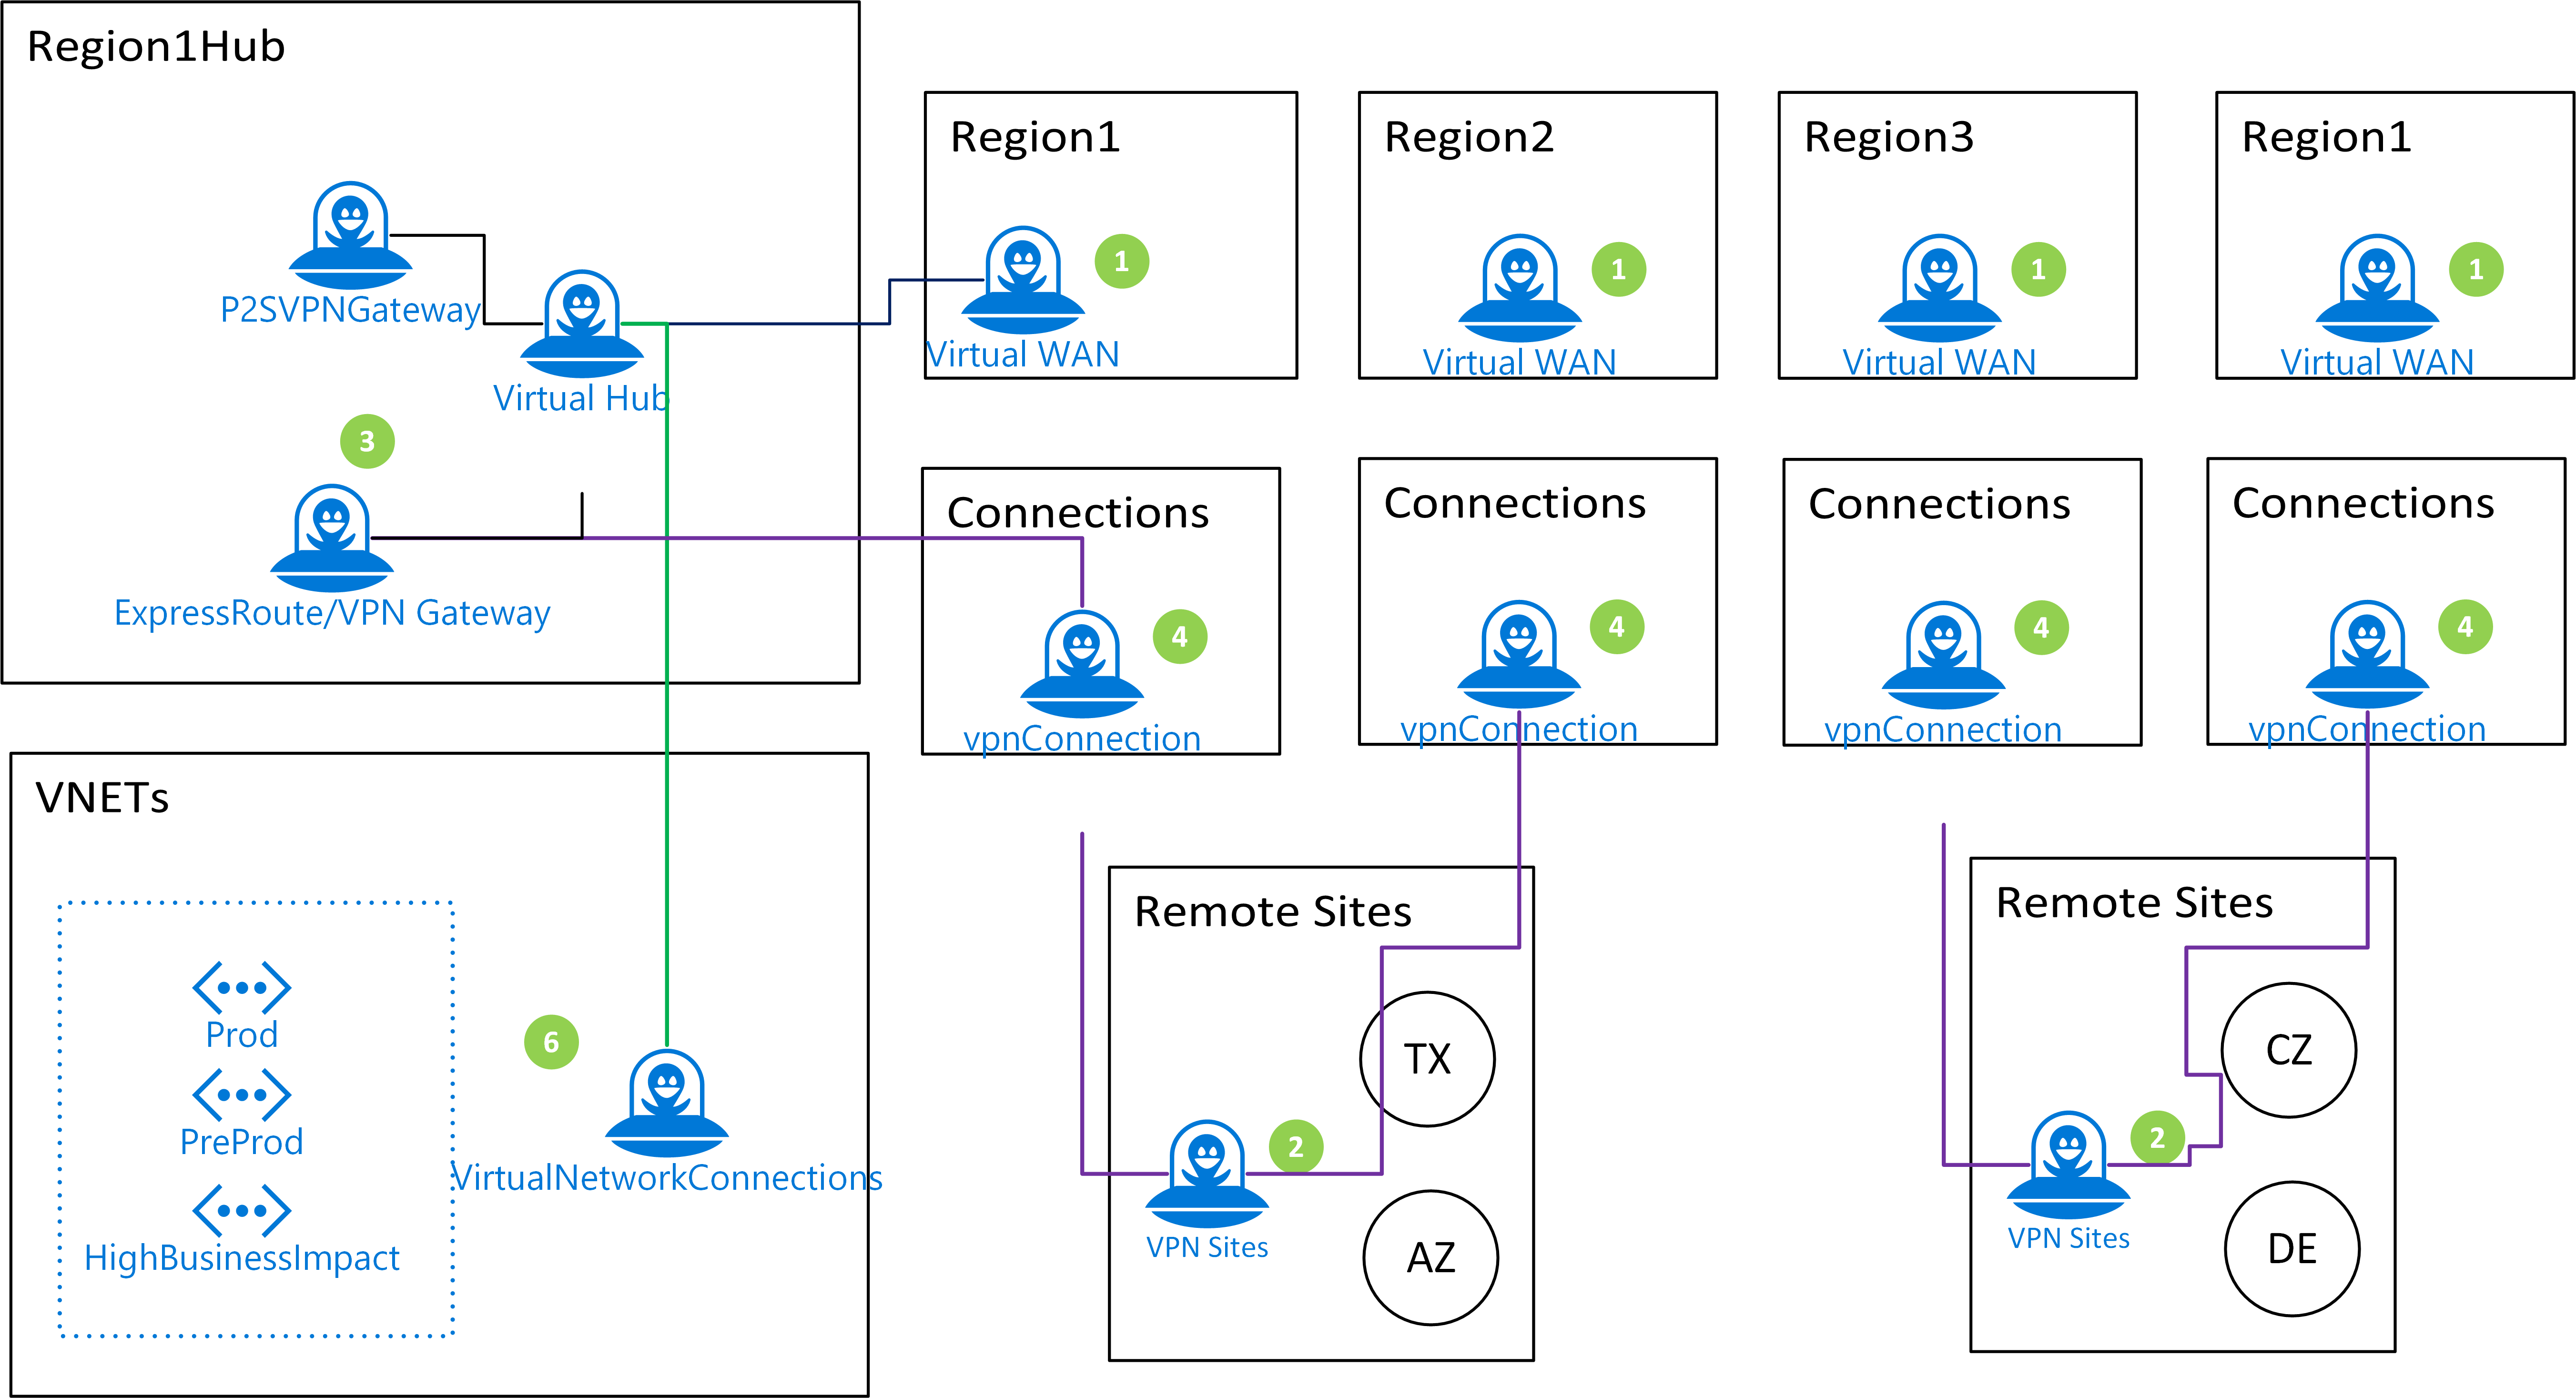 Region1Hub
P2SVPNGateway
Virtual Hub
3
ExpressRoute/VPN Gateway
Region1
1
Virtual WAN
Region2
1
Virtual WAN
Region3
1
Virtual WAN
Region1
1
Virtual WAN
Connections
4
vpnConnection
Connections
4
vpnConnection
Connections
4
vpnConnection
Connections
4
vpnConnection
VNETs
Prod
PreProd
HighBusinessImpact
6
VirtualNetworkConnections
Remote Sites
TX
2
VPN Sites
AZ
Remote Sites
CZ
2
VPN Sites
DE